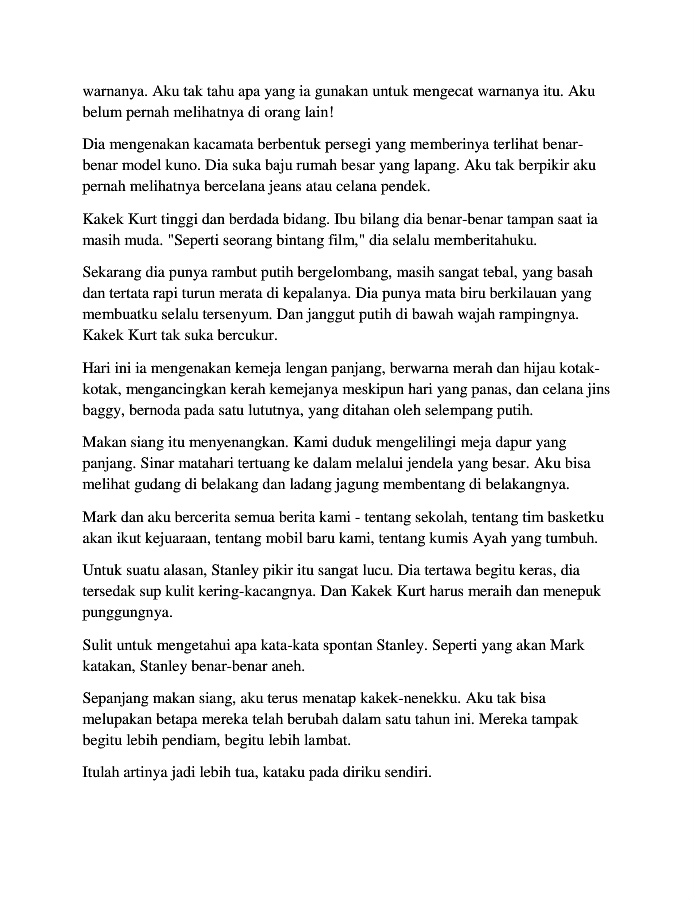 warnanya. Aku tak tahu apa yang ia gunakan untuk mengecat warnanya itu. Aku
belum pernah melihatnya di orang lain!
Dia mengenakan kacamata berbentuk persegi yang memberinya terlihat benar-
benar model kuno. Dia suka baju rumah besar yang lapang. Aku tak berpikir aku
pernah melihatnya bercelana jeans atau celana pendek.
Kakek Kurt tinggi dan berdada bidang. Ibu bilang dia benar-benar tampan saat ia
masih muda. "Seperti seorang bintang film," dia selalu memberitahuku.
Sekarang dia punya rambut putih bergelombang, masih sangat tebal, yang basah
dan tertata rapi turun merata di kepalanya. Dia punya mata biru berkilauan yang
membuatku selalu tersenyum. Dan janggut putih di bawah wajah rampingnya.
Kakek Kurt tak suka bercukur.
Hari ini ia mengenakan kemeja lengan panjang, berwarna merah dan hijau kotak-
kotak, mengancingkan kerah kemejanya meskipun hari yang panas, dan celana jins
baggy, bernoda pada satu lututnya, yang ditahan oleh selempang putih.
Makan siang itu menyenangkan. Kami duduk mengelilingi meja dapur yang
panjang. Sinar matahari tertuang ke dalam melalui jendela yang besar. Aku bisa
melihat gudang di belakang dan ladang jagung membentang di belakangnya.
Mark dan aku bercerita semua berita kami - tentang sekolah, tentang tim basketku
akan ikut kejuaraan, tentang mobil baru kami, tentang kumis Ayah yang tumbuh.
Untuk suatu alasan, Stanley pikir itu sangat lucu. Dia tertawa begitu keras, dia
tersedak sup kulit kering-kacangnya. Dan Kakek Kurt harus meraih dan menepuk
punggungnya.
Sulit untuk mengetahui apa kata-kata spontan Stanley. Seperti yang akan Mark
katakan, Stanley benar-benar aneh.
Sepanjang makan siang, aku terus menatap kakek-nenekku. Aku tak bisa
melupakan betapa mereka telah berubah dalam satu tahun ini. Mereka tampak
begitu lebih pendiam, begitu lebih lambat.
Itulah artinya jadi lebih tua, kataku pada diriku sendiri.